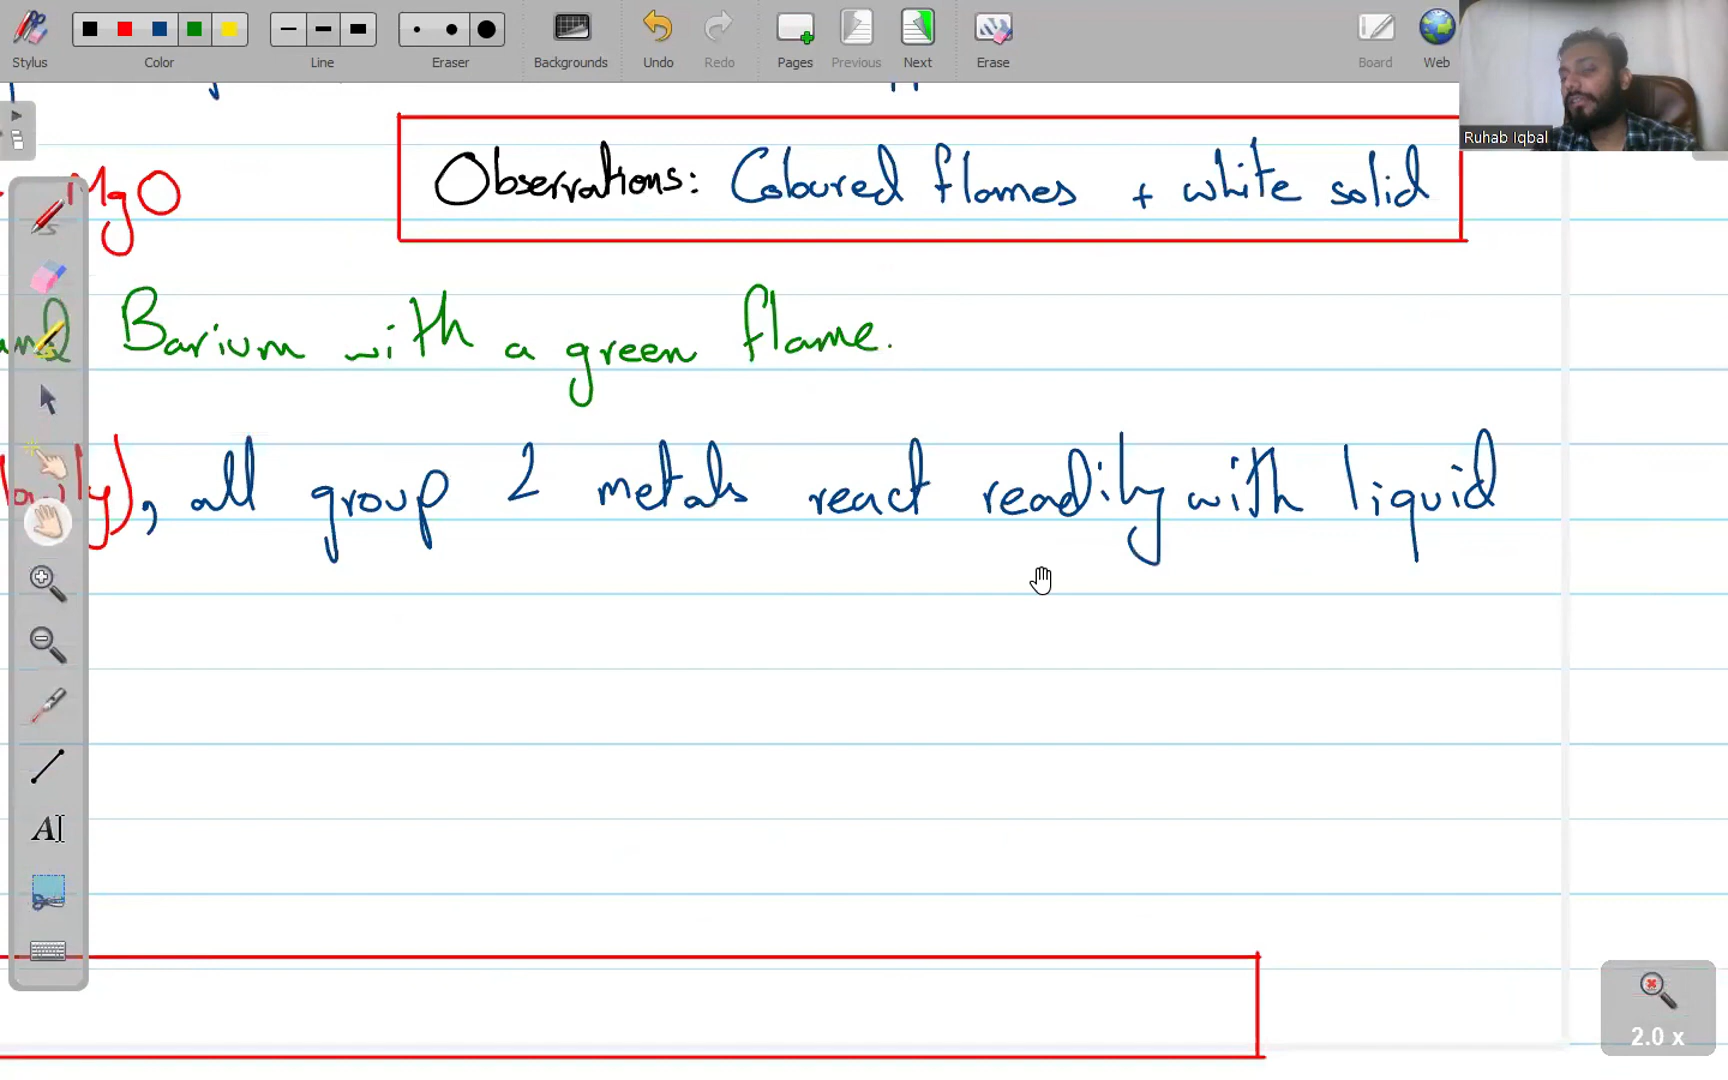 Stylus
Color
Line
Eraser
Backgrounds
Undo
Redo
Pages
Previous
Next
Erase
Board
Web
Ruhab Iqbal
MgO
Observations: Coloured flames + white solid
and Barium with a green flame.
), all group 2 metals react readily with liquid
2.0 x